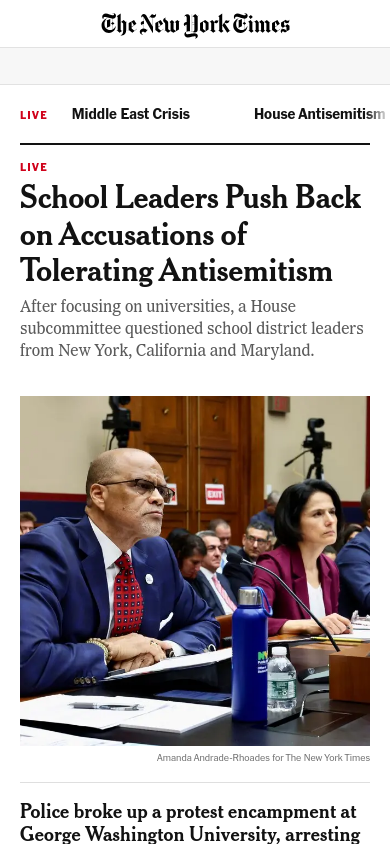 The New York Times
LIVE Middle East Crisis House Antisemitism
LIVE
School Leaders Push Back
on Accusations of
Tolerating Antisemitism
After focusing on universities, a House
subcommittee questioned school district leaders
from New York, California and Maryland.
EXIT
Amanda Andrade-Rhoades for The New York Times
Police broke up a protest encampment at
George Washington University, arresting